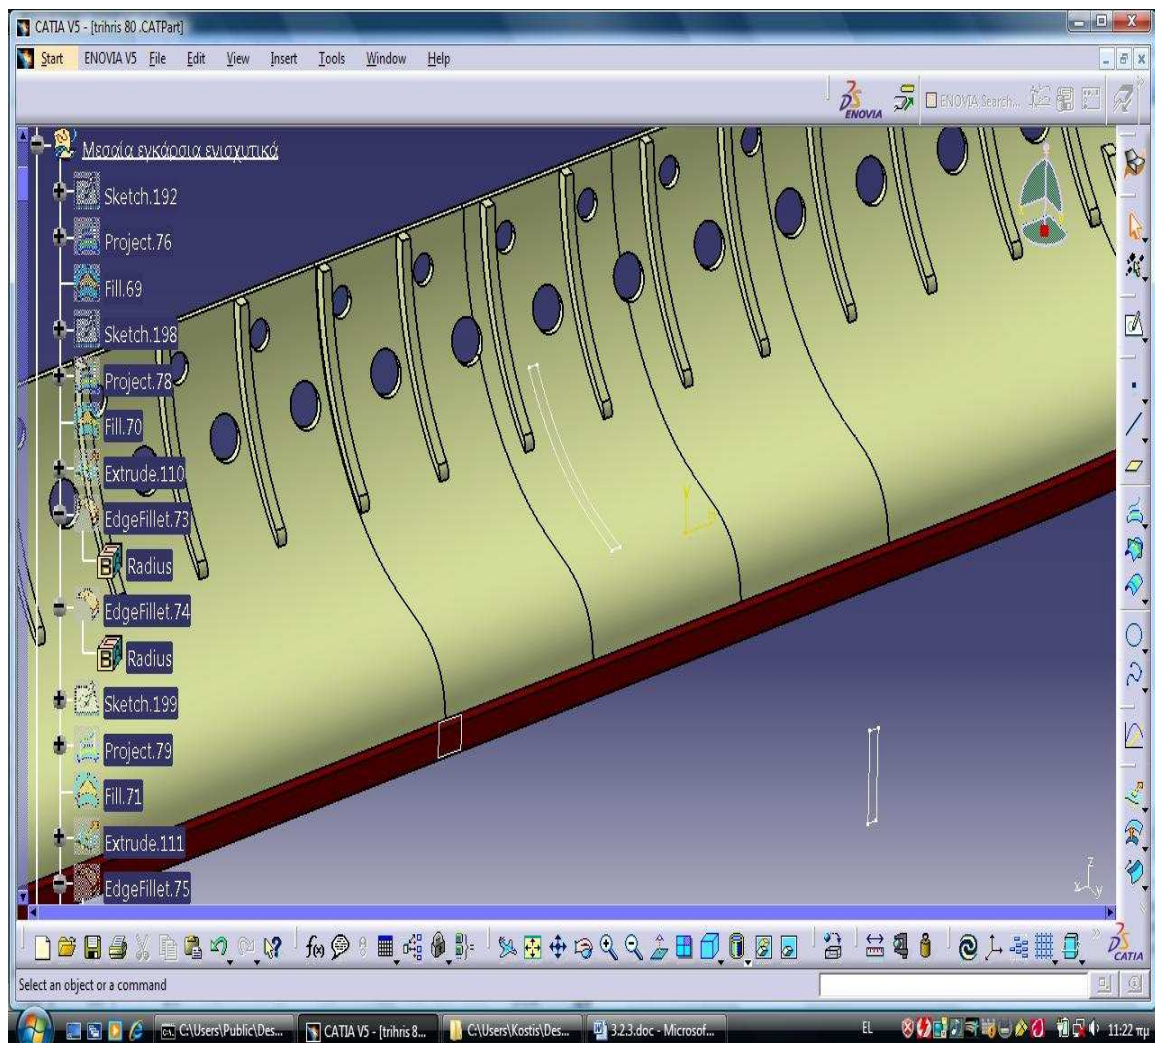 CATIA V5 - [trihris 80 .CATPart]
Start ENOVIA V5 File Edit View Insert Tools Window Help
ENOVIA
ENOVIA Search...
Μεσαία εγκάρσια ενισχυτικά
Sketch.192
Project.76
Fill.69
Sketch.198
Project.78
Fill.70
Extrude.110
EdgeFillet.73
Radius
EdgeFillet.74
Radius
Sketch.199
Project.79
Fill.71
Extrude.111
EdgeFillet.75
z
x y
f(x)
CATIA
Select an object or a command
C:\Users\Public\Des... CATIA V5 - [trihris 8... C:\Users\Kostis\Des... 3.2.3.doc - Microsof... EL 11:22 πμ